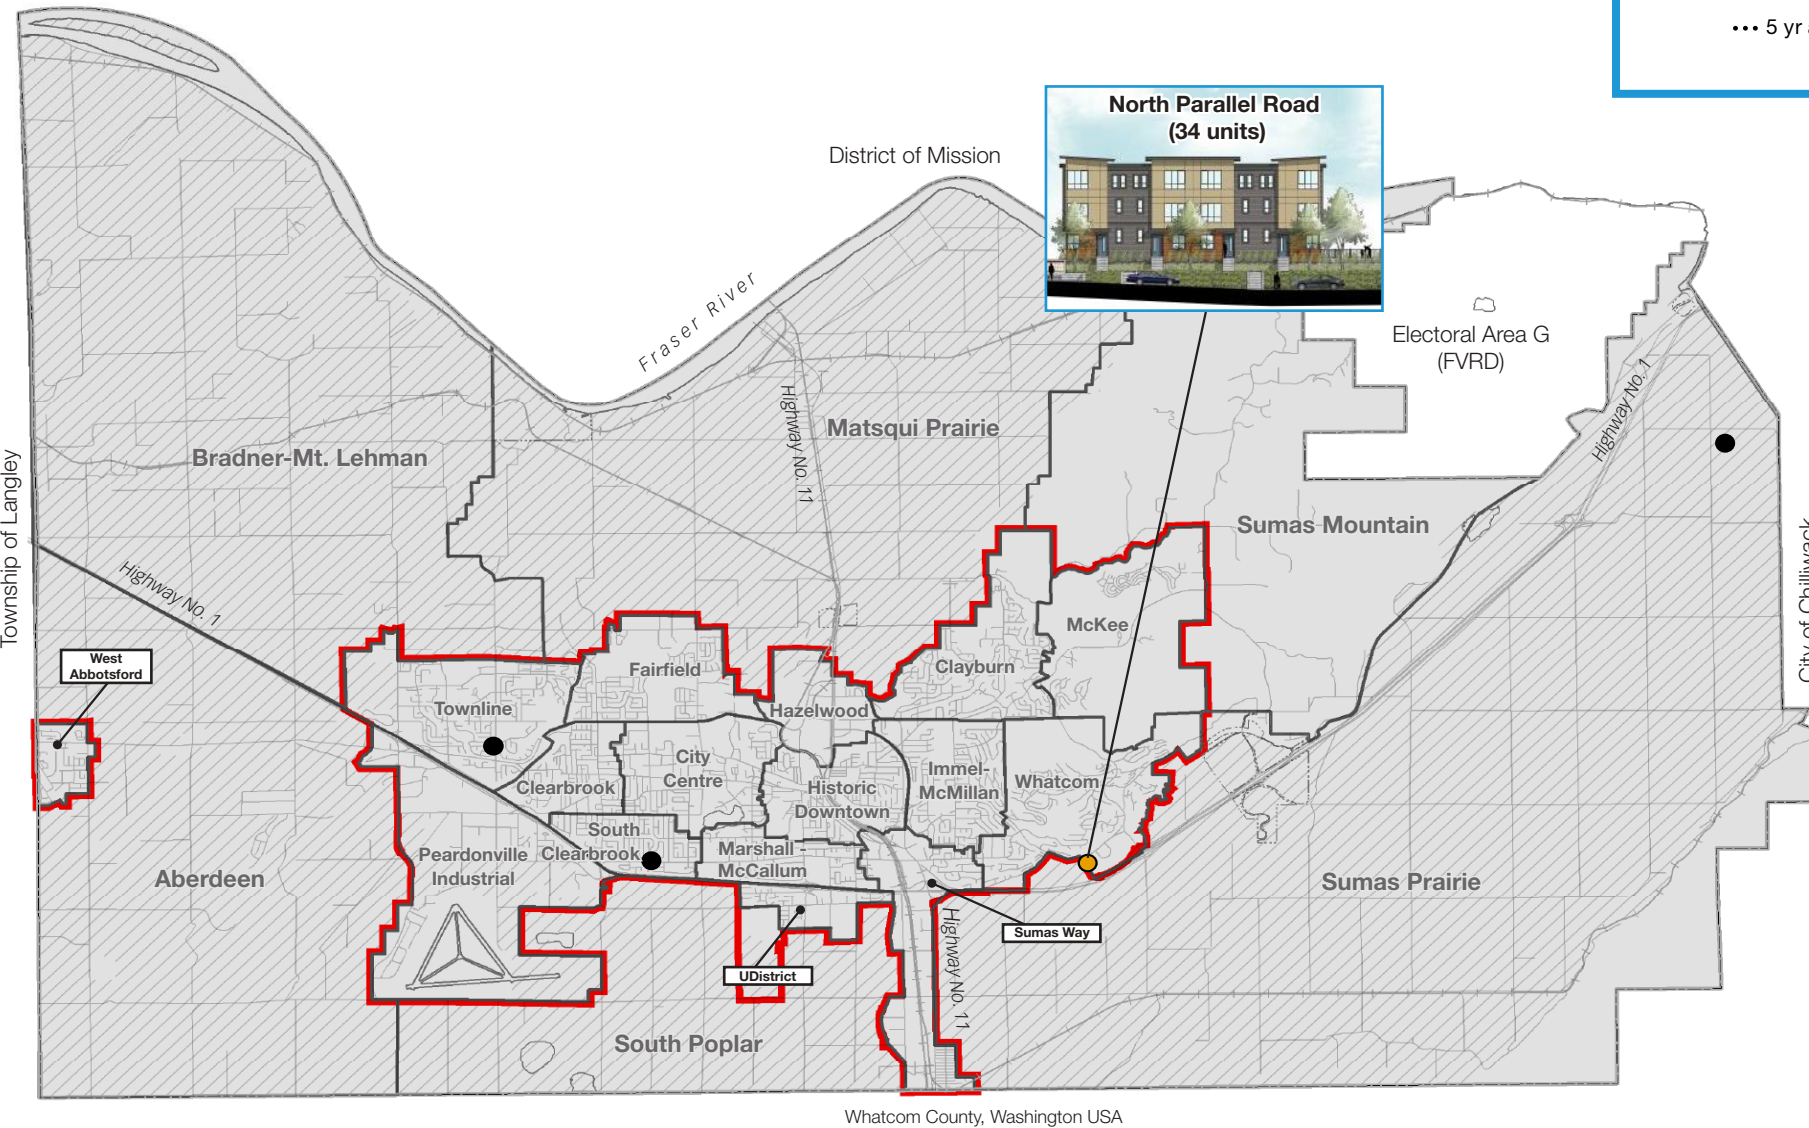 ••• 5 yr
North Parallel Road
(34 units)
District of Mission
Fraser River
Electoral Area G
(FVRD)
Highway No. 1
Highway No. 11
Matsqui Prairie
Bradner-Mt. Lehman
Township of Langley
Sumas Mountain
City of Chilliwack
Highway No. 1
McKee
West
Abbotsford
Fairfield
Clayburn
Townline
Hazelwood
City
Centre
Clearbrook
Immel-
McMillan
Whatcom
Historic
Downtown
South
Clearbrook
Marshall -
McCallum
Peardonville
Industrial
Aberdeen
Sumas Prairie
Sumas Way
Highway No. 11
UDistrict
South Poplar
Whatcom County, Washington USA